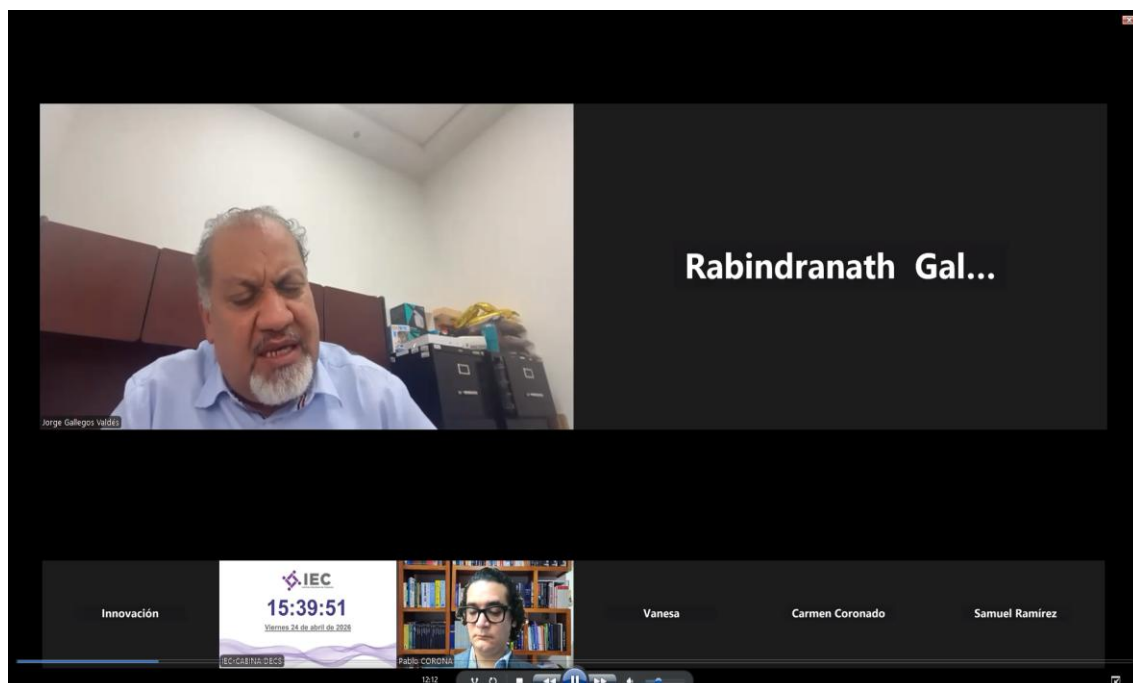 Rabindranath Gal...
Jorge Gallegos Valdés
Innovación
IEC
15:39:51
Viernes 24 de abril de 2026
IEC-CABINA DECS
Pablo CORONA
Vanesa
Carmen Coronado
Samuel Ramírez
12:12